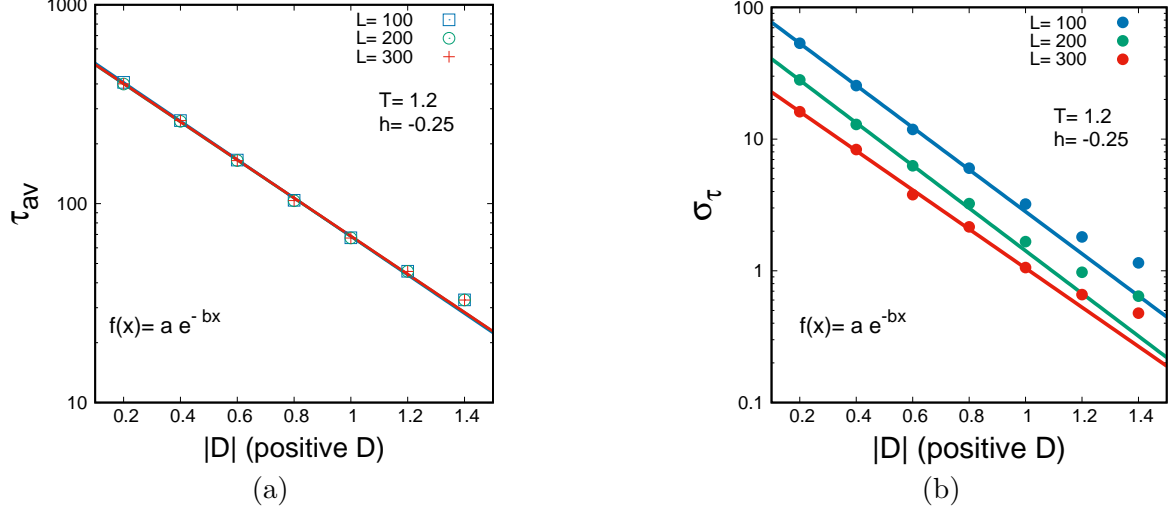 1000
100
10
τav
L= 100
L= 200
L= 300
T= 1.2
h= -0.25
f(x)= a e- bx
0.2 0.4 0.6 0.8 1 1.2 1.4
|D| (positive D)
(a)
100
10
1
0.1
στ
L= 100
L= 200
L= 300
T= 1.2
h= -0.25
f(x)= a e-bx
0.2 0.4 0.6 0.8 1 1.2 1.4
|D| (positive D)
(b)